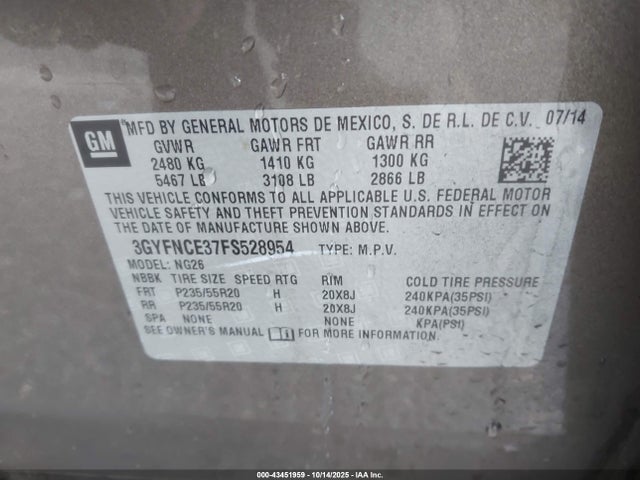 GM
MFD BY GENERAL MOTORS DE MEXICO, S. DE R.L. DE C.V. 07/14
GVWR GAWR FRT GAWR RR
2480 KG 1410 KG 1300 KG
5467 LB 3108 LB 2866 LB
THIS VEHICLE CONFORMS TO ALL APPLICABLE U.S. FEDERAL MOTOR
VEHICLE SAFETY AND THEFT PREVENTION STANDARDS IN EFFECT ON
THE DATE OF MANUFACTURE SHOWN ABOVE.
3GYFNCE37FS528954 TYPE: M.P.V.
MODEL: NG26
NBBK TIRE SIZE SPEED RTG RIM COLD TIRE PRESSURE
FRT P235/55R20 H 20X8J 240KPA(35PSI)
RR P235/55R20 H 20X8J 240KPA(35PSI)
SPA NONE NONE KPA(PSI)
SEE OWNER'S MANUAL FOR MORE INFORMATION.
000-43451959 | 10/14/2025 - IAA Inc.